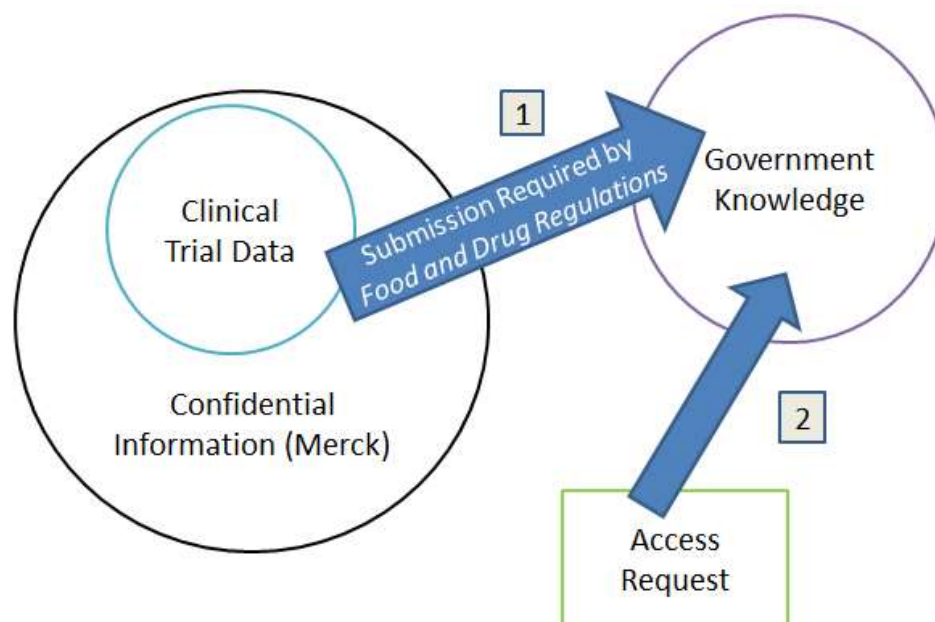 1
Clinical
Trial Data
Submission Required by
Food and Drug Regulations
Government
Knowledge
Confidential
Information (Merck)
2
Access
Request